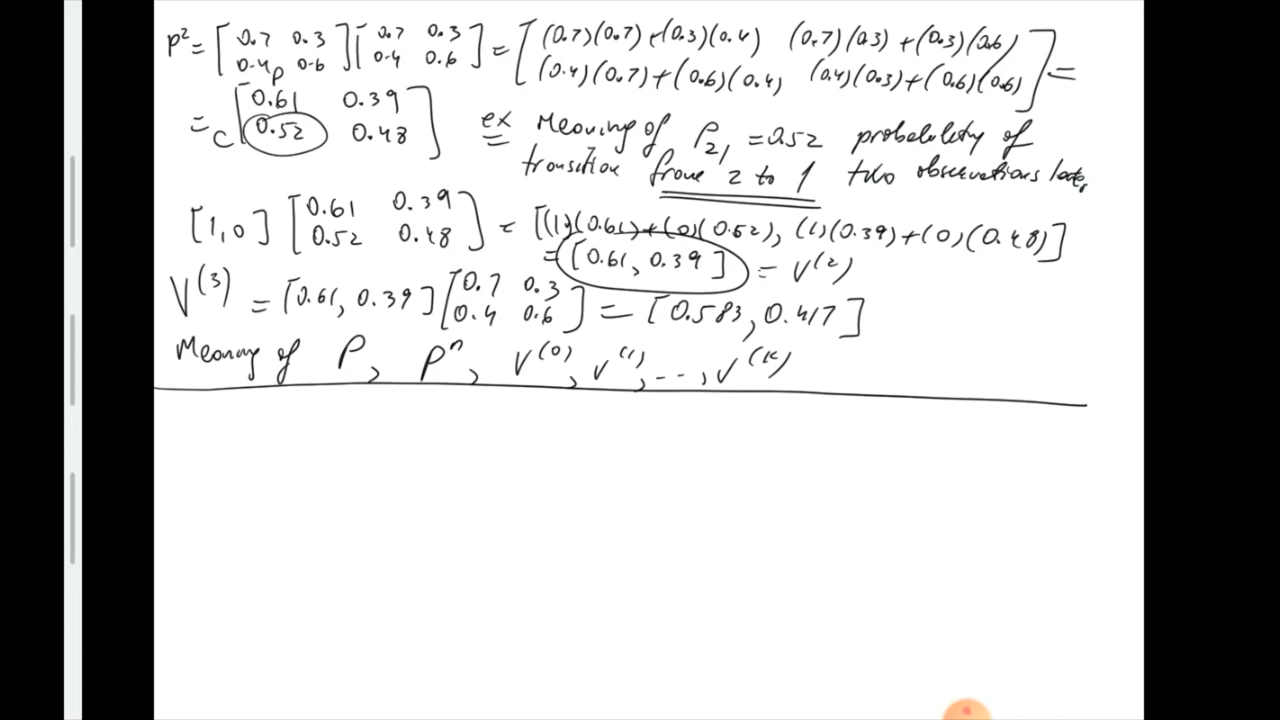 P² = [0.7 0.3 / 0.4 0.6] [0.7 0.3 / 0.4 0.6] = [(0.7)(0.7)+(0.3)(0.4) (0.7)(0.3)+(0.3)(0.6) / (0.4)(0.7)+(0.6)(0.4) (0.4)(0.3)+(0.6)(0.6)] =
P
= C [0.61 0.39 / 0.52 0.48] ex Meaning of P₂₁ = 0.52 probability of
transition from 2 to 1 two observations later
[1,0] [0.61 0.39 / 0.52 0.48] = [(1)(0.61)+(0)(0.52), (1)(0.39)+(0)(0.48)]
= [0.61, 0.39] = V⁽²⁾
V⁽³⁾ = [0.61, 0.39] [0.7 0.3 / 0.4 0.6] = [0.583, 0.417]
Meaning of P, Pⁿ, V⁽⁰⁾, V⁽¹⁾, ..., V⁽ᵏ⁾